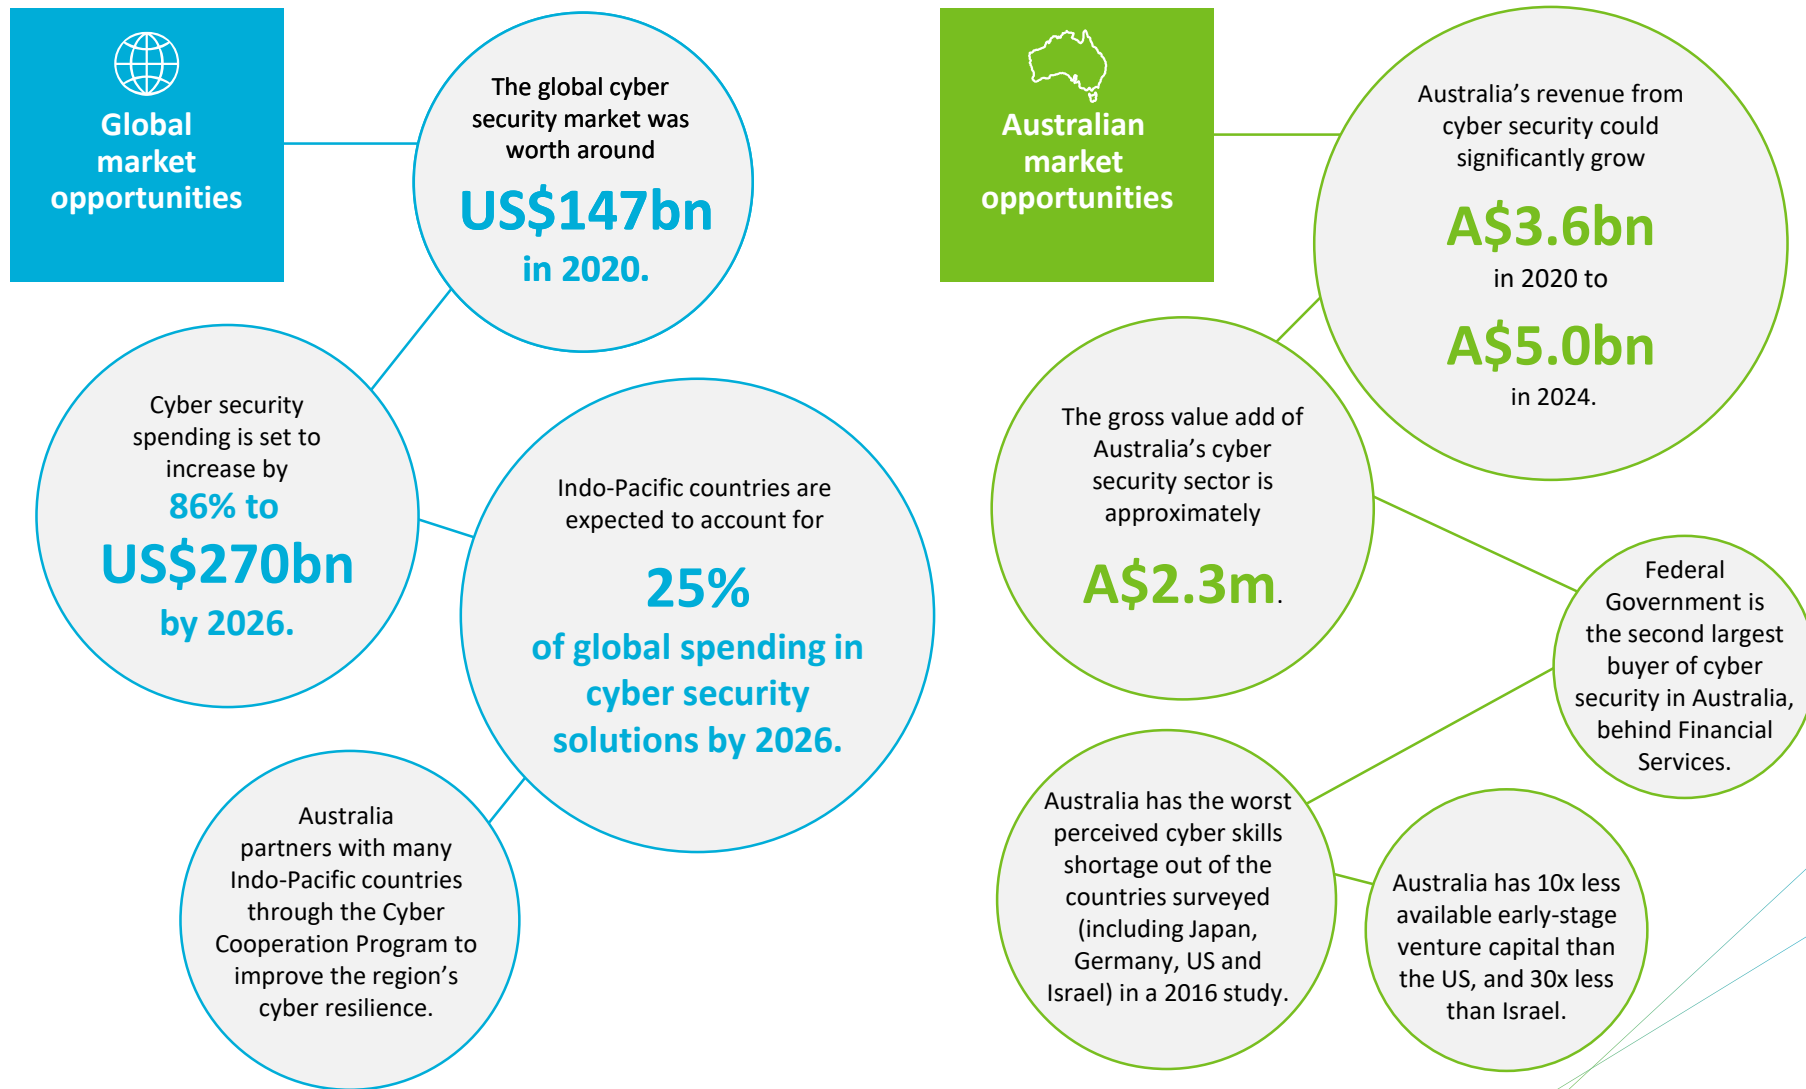 Global
market
opportunities
The global cyber
security market was
worth around
US$147bn
in 2020.
Cyber security
spending is set to
increase by
86% to
US$270bn
by 2026.
Indo-Pacific countries are
expected to account for
25%
of global spending in
cyber security
solutions by 2026.
Australia
partners with many
Indo-Pacific countries
through the Cyber
Cooperation Program to
improve the region’s
cyber resilience.
Australian
market
opportunities
Australia’s revenue from
cyber security could
significantly grow
A$3.6bn
in 2020 to
A$5.0bn
in 2024.
The gross value add of
Australia’s cyber
security sector is
approximately
A$2.3m.
Federal
Government is
the second largest
buyer of cyber
security in Australia,
behind Financial
Services.
Australia has the worst
perceived cyber skills
shortage out of the
countries surveyed
(including Japan,
Germany, US and
Israel) in a 2016 study.
Australia has 10x less
available early-stage
venture capital than
the US, and 30x less
than Israel.